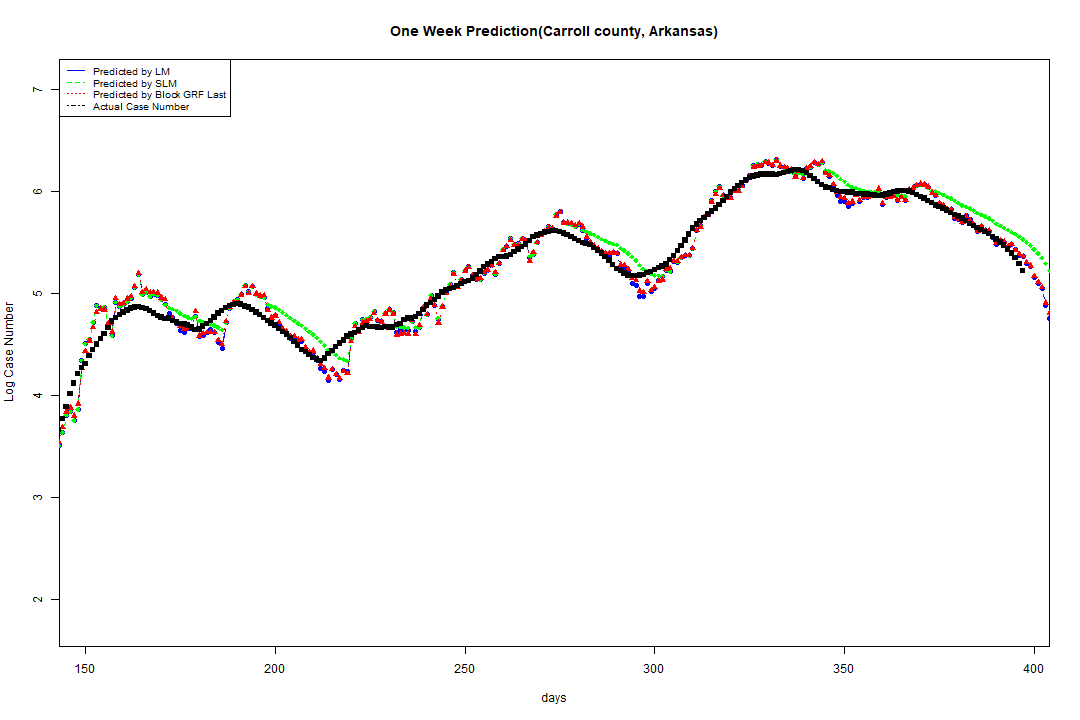 One Week Prediction(Carroll county, Arkansas)
Predicted by LM
Predicted by SLM
Predicted by Block GRF Last
Actual Case Number
7
6
5
4
3
2
Log Case Number
150 200 250 300 350 400
days